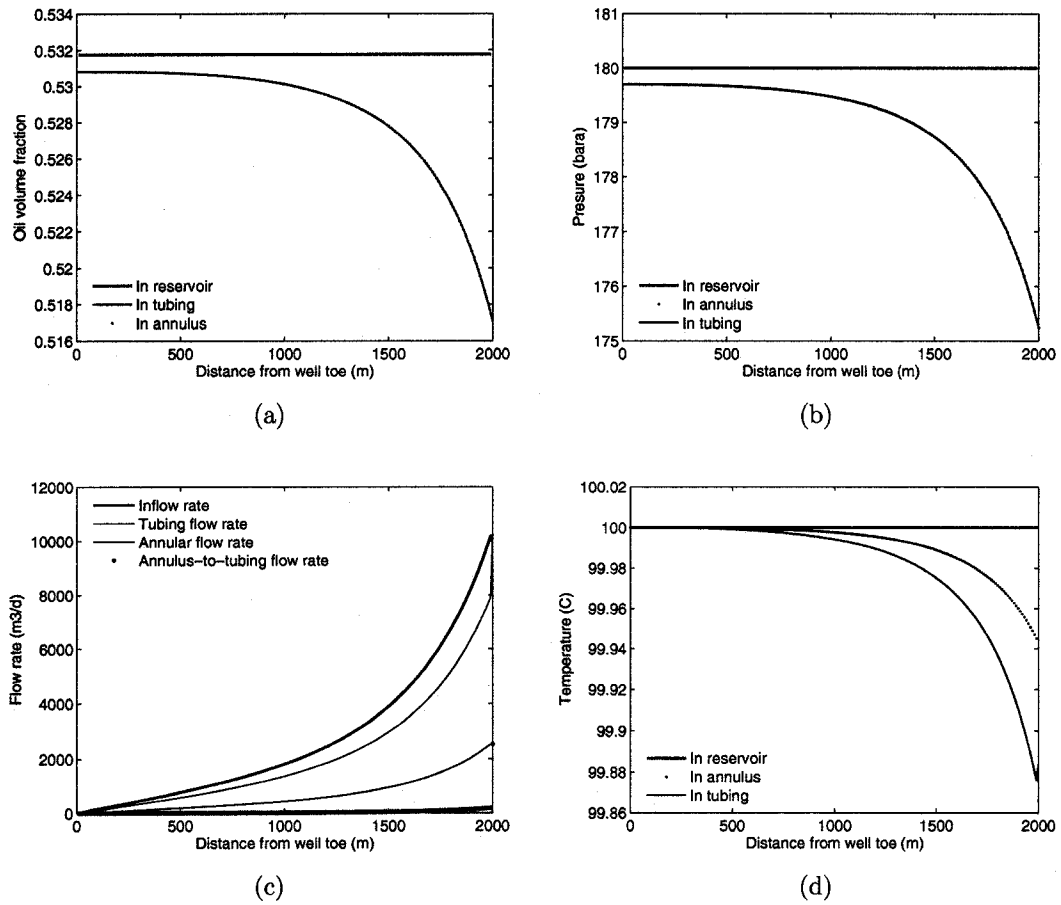 0.534
0.532
0.53
0.528
0.526
0.524
0.522
0.52
0.518
0.516
Oil volume fraction
In reservoir
In tubing
In annulus
0
500
1000
1500
2000
Distance from well toe (m)
(a)
181
180
179
178
177
176
175
Presure (bara)
In reservoir
In annulus
In tubing
0
500
1000
1500
2000
Distance from well toe (m)
(b)
12000
10000
8000
6000
4000
2000
0
Flow rate (m3/d)
Inflow rate
Tubing flow rate
Annular flow rate
Annulus-to-tubing flow rate
0
500
1000
1500
2000
Distance from well toe (m)
(c)
100.02
100
99.98
99.96
99.94
99.92
99.9
99.88
99.86
Temperature (C)
In reservoir
In annulus
In tubing
0
500
1000
1500
2000
Distance from well toe (m)
(d)